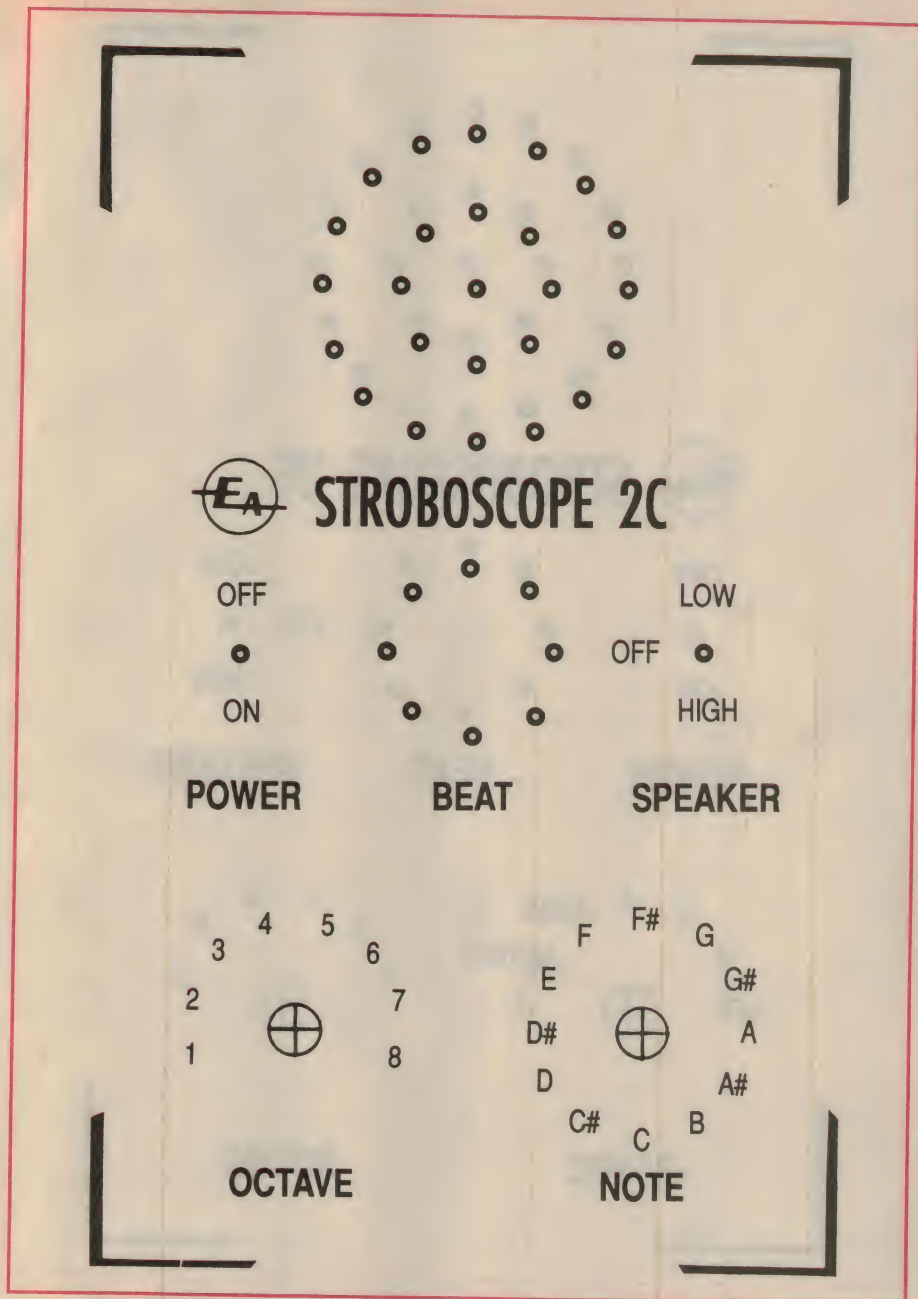 EA STROBOSCOPE 2C
OFF
LOW
OFF
ON
HIGH
POWER BEAT SPEAKER
1 2 3 4 5 6 7 8
C C# D D# E F F# G G# A A# B
OCTAVE NOTE